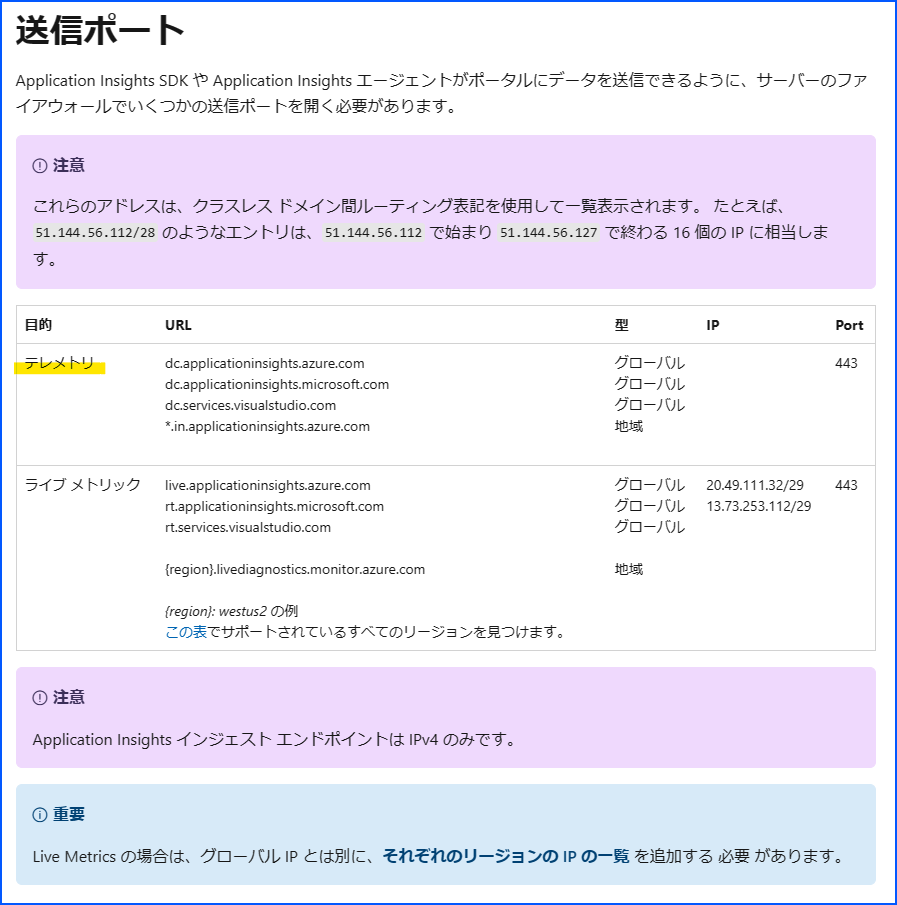 送信ポート
Application Insights SDK や Application Insights エージェントがポータルにデータを送信できるように、サーバーのファ
イアウォールでいくつかの送信ポートを開く必要があります。
注意
これらのアドレスは、クラスレス ドメイン間ルーティング表記を使用して一覧表示されます。 たとえば、
51.144.56.112/28 のようなエントリは、 51.144.56.112 で始まり 51.144.56.127 で終わる 16 個の IP に相当しま
す。
目的 URL 型 IP Port
テレメトリ dc.applicationinsights.azure.com グローバル 443
dc.applicationinsights.microsoft.com グローバル
dc.services.visualstudio.com グローバル
*.in.applicationinsights.azure.com 地域
ライブ メトリック live.applicationinsights.azure.com グローバル 20.49.111.32/29 443
rt.applicationinsights.microsoft.com グローバル 13.73.253.112/29
rt.services.visualstudio.com グローバル
{region}.livediagnostics.monitor.azure.com 地域
{region}: westus2 の例
この表でサポートされているすべてのリージョンを見つけます。
注意
Application Insights インジェスト エンドポイントは IPv4 のみです。
重要
Live Metrics の場合は、グローバル IP とは別に、それぞれのリージョンの IP の一覧 を追加する 必要 があります。